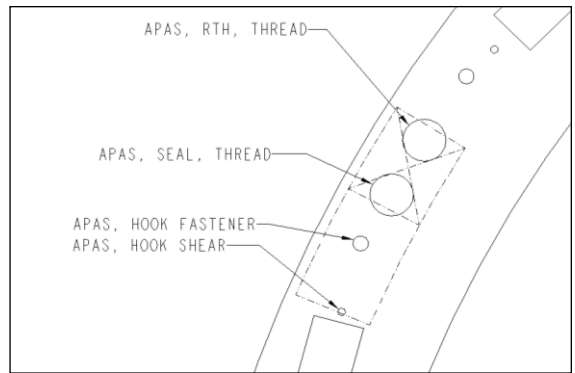 APAS, RTH, THREAD
APAS, SEAL, THREAD
APAS, HOOK FASTENER
APAS, HOOK SHEAR